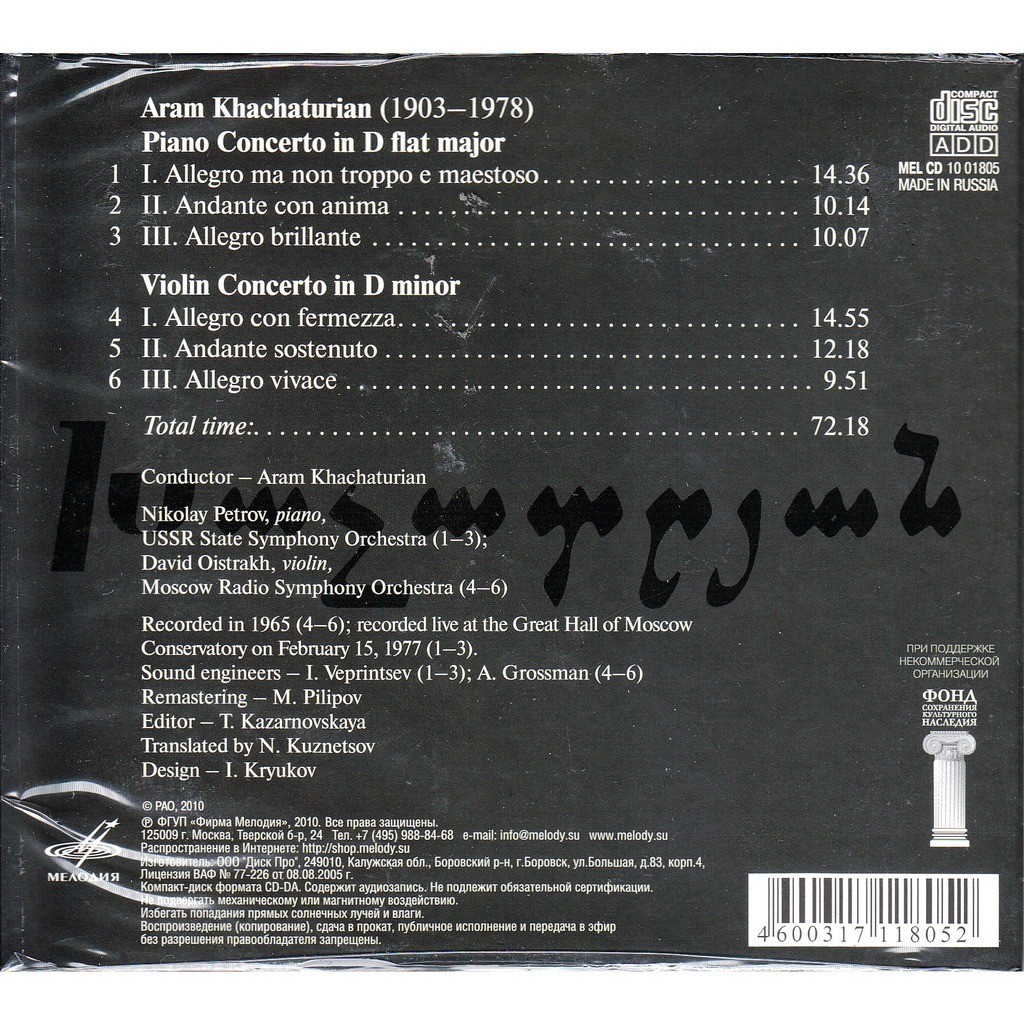 Aram Khachaturian (1903–1978)
Piano Concerto in D flat major
1 I. Allegro ma non troppo e maestoso........................ 14.36
2 II. Andante con anima .................................... 10.14
3 III. Allegro brillante ...................................... 10.07
Violin Concerto in D minor
4 I. Allegro con fermezza.................................... 14.55
5 II. Andante sostenuto ..................................... 12.18
6 III. Allegro vivace ......................................... 9.51
Total time:................................................. 72.18
Conductor – Aram Khachaturian
Nikolay Petrov, piano,
USSR State Symphony Orchestra (1–3);
David Oistrakh, violin,
Moscow Radio Symphony Orchestra (4–6)
Recorded in 1965 (4–6); recorded live at the Great Hall of Moscow
Conservatory on February 15, 1977 (1–3).
Sound engineers – I. Veprintsev (1–3); A. Grossman (4–6)
Remastering – M. Pilipov
Editor – T. Kazarnovskaya
Translated by N. Kuznetsov
Design – I. Kryukov
Խաչատրյան
© РАО, 2010
℗ ФГУП «Фирма Мелодия», 2010. Все права защищены.
125009 г. Москва, Тверской б-р, 24 Тел. +7 (495) 988-84-68 e-mail: info@melody.su www.melody.su
Распространение в Интернете: http://shop.melody.su
Изготовитель: ООО "Диск Про", 249010, Калужская обл., Боровский р-н, г.Боровск, ул.Большая, д.83, корп.4,
Лицензия ВАФ № 77-226 от 08.08.2005 г.
Компакт-диск формата CD-DA. Содержит аудиозапись. Не подлежит обязательной сертификации.
Не подвергать механическому или магнитному воздействию.
Избегать попадания прямых солнечных лучей и влаги.
Воспроизведение (копирование), сдача в прокат, публичное исполнение и передача в эфир
без разрешения правообладателя запрещены.
МЕЛОДИЯ
COMPACT
disc
DIGITAL AUDIO
ADD
MEL CD 10 01805
MADE IN RUSSIA
ПРИ ПОДДЕРЖКЕ
НЕКОММЕРЧЕСКОЙ
ОРГАНИЗАЦИИ
ФОНД
СОХРАНЕНИЯ
КУЛЬТУРНОГО
НАСЛЕДИЯ
4 600317 118052